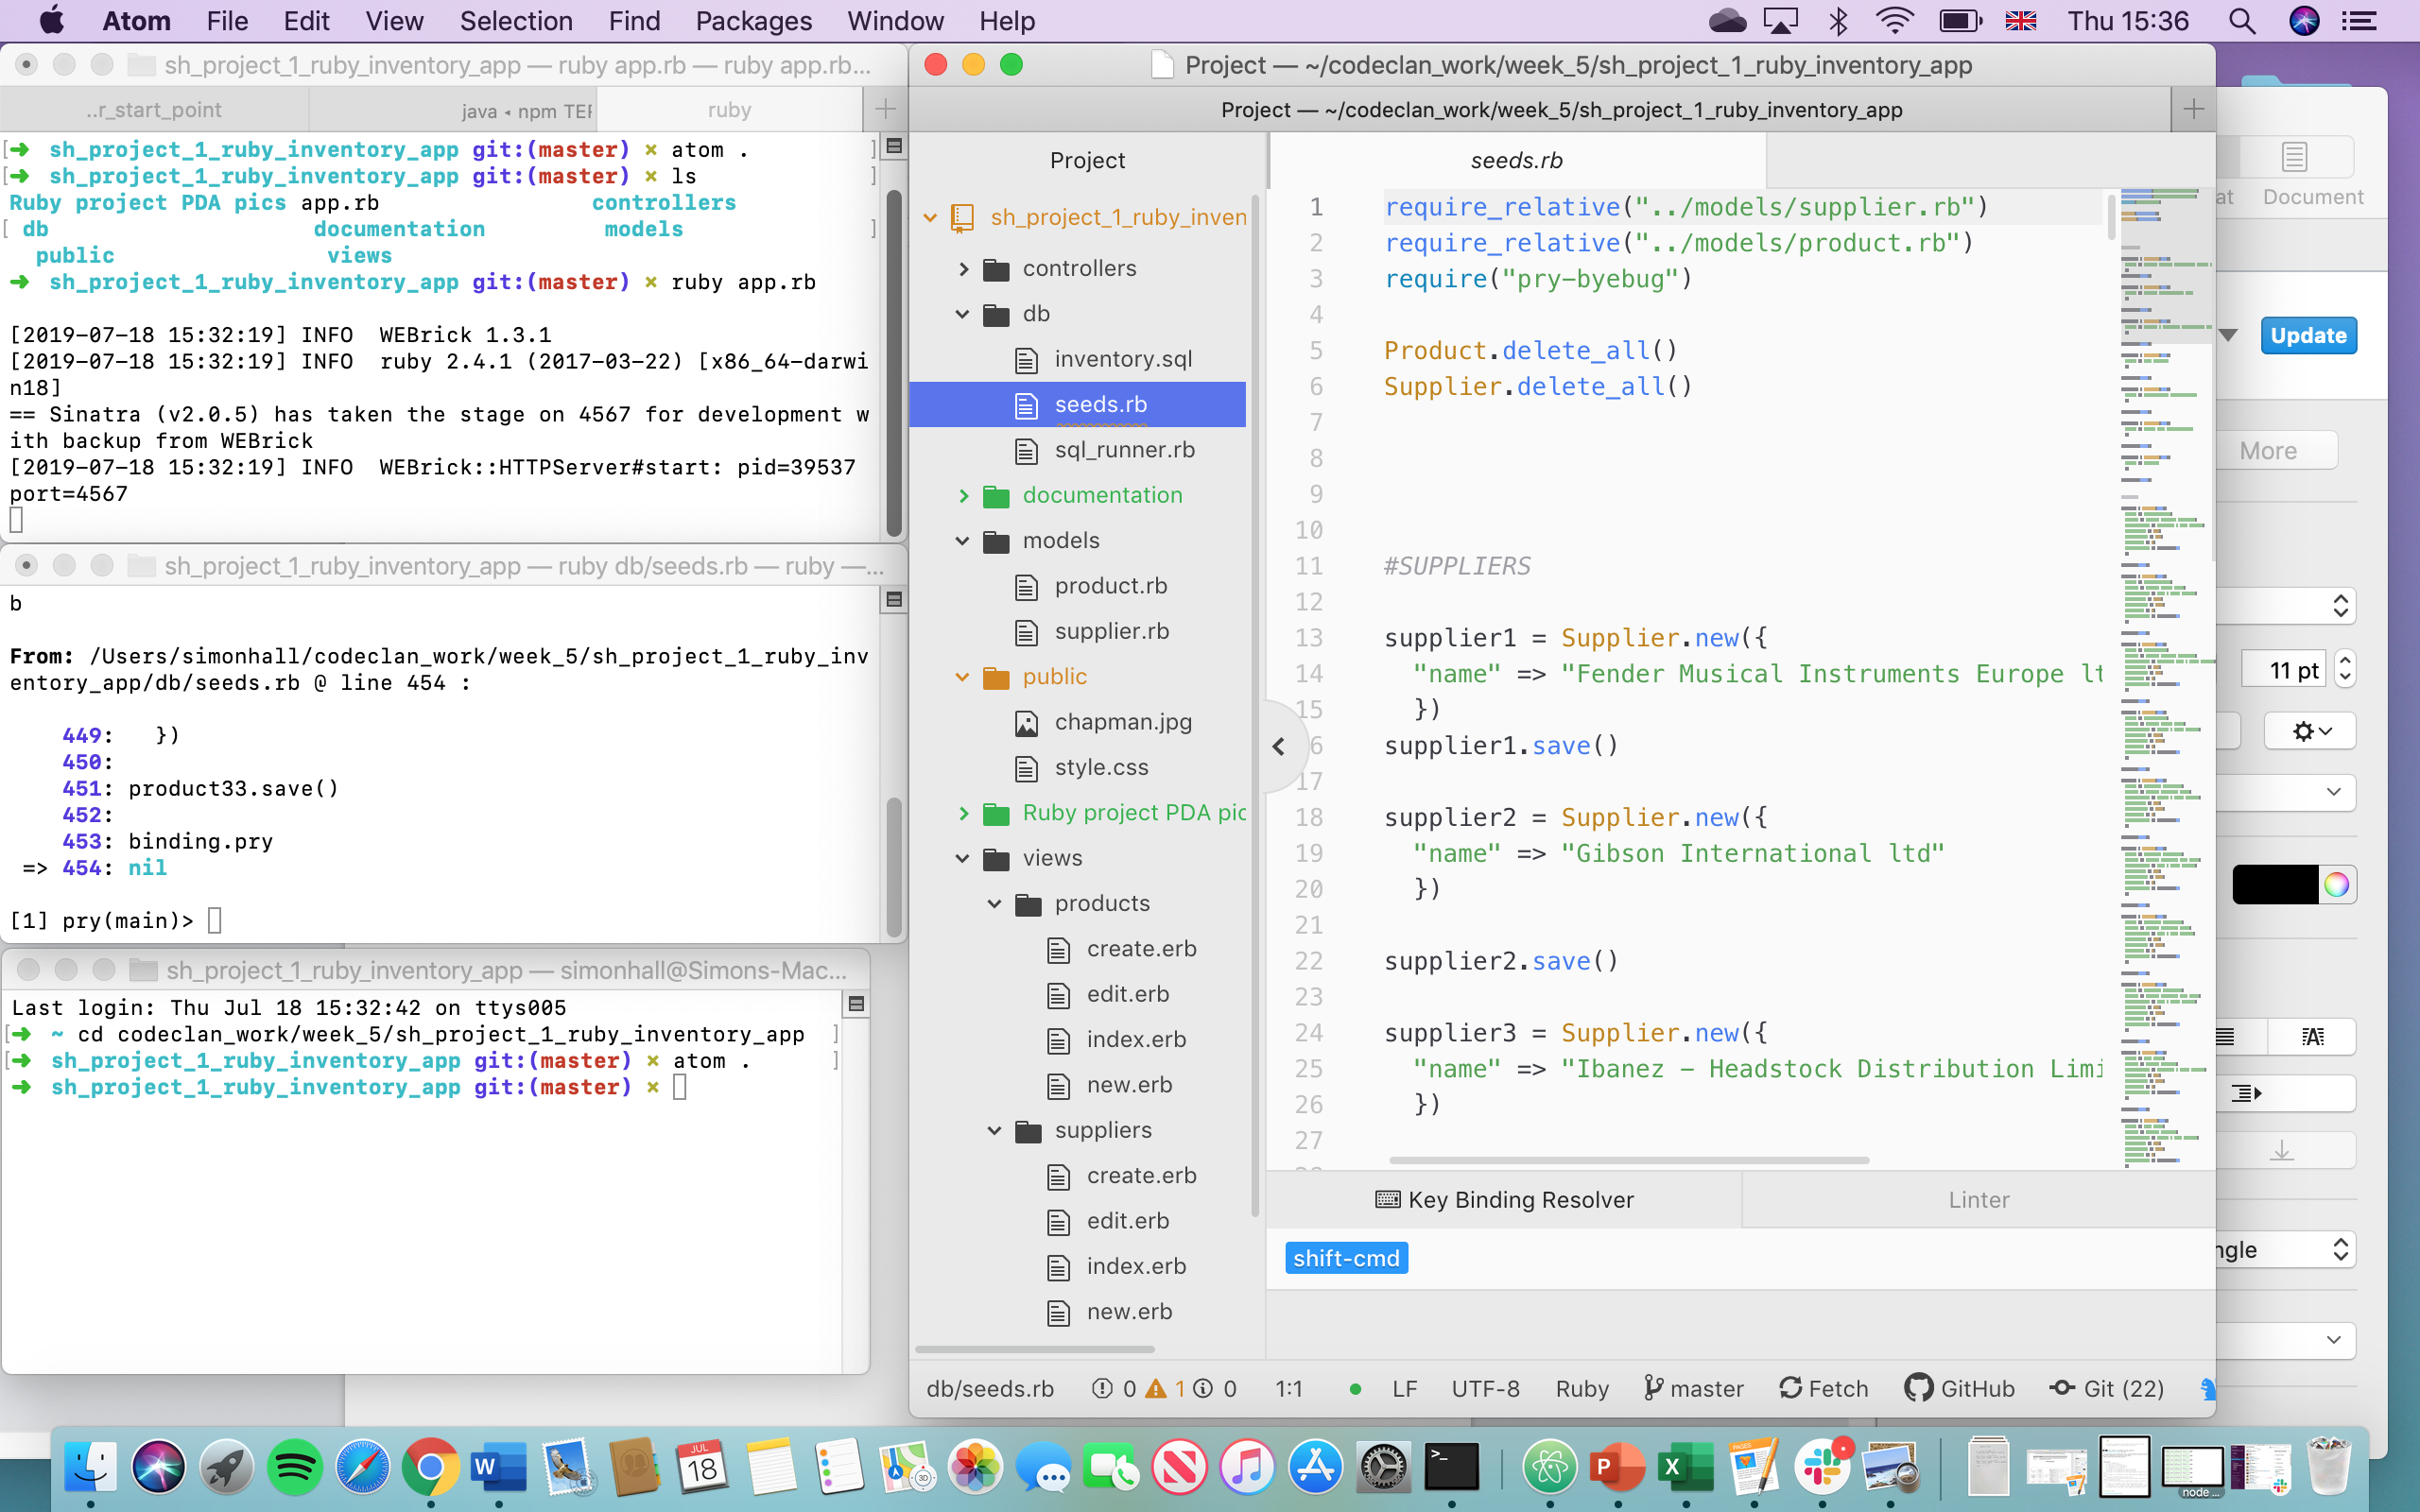 Atom File Edit View Selection Find Packages Window Help Thu 15:36
sh_project_1_ruby_inventory_app — ruby app.rb — ruby app.rb...
..r_start_point java ◂ npm TEF ruby
➜ sh_project_1_ruby_inventory_app git:(master) × atom .
➜ sh_project_1_ruby_inventory_app git:(master) × ls
Ruby project PDA pics app.rb controllers
db documentation models
public views
➜ sh_project_1_ruby_inventory_app git:(master) × ruby app.rb
[2019-07-18 15:32:19] INFO  WEBrick 1.3.1
[2019-07-18 15:32:19] INFO  ruby 2.4.1 (2017-03-22) [x86_64-darwi
n18]
== Sinatra (v2.0.5) has taken the stage on 4567 for development w
ith backup from WEBrick
[2019-07-18 15:32:19] INFO  WEBrick::HTTPServer#start: pid=39537
port=4567
sh_project_1_ruby_inventory_app — ruby db/seeds.rb — ruby —...
b
From: /Users/simonhall/codeclan_work/week_5/sh_project_1_ruby_inv
entory_app/db/seeds.rb @ line 454 :
449:   })
450:
451: product33.save()
452:
453: binding.pry
=> 454: nil
[1] pry(main)>
sh_project_1_ruby_inventory_app — simonhall@Simons-Mac...
Last login: Thu Jul 18 15:32:42 on ttys005
➜ ~ cd codeclan_work/week_5/sh_project_1_ruby_inventory_app
➜ sh_project_1_ruby_inventory_app git:(master) × atom .
➜ sh_project_1_ruby_inventory_app git:(master) ×
Project — ~/codeclan_work/week_5/sh_project_1_ruby_inventory_app
Project — ~/codeclan_work/week_5/sh_project_1_ruby_inventory_app
Project
sh_project_1_ruby_inven
controllers
db
inventory.sql
seeds.rb
sql_runner.rb
documentation
models
product.rb
supplier.rb
public
chapman.jpg
style.css
Ruby project PDA pic
views
products
create.erb
edit.erb
index.erb
new.erb
suppliers
create.erb
edit.erb
index.erb
new.erb
seeds.rb
1 require_relative("../models/supplier.rb")
2 require_relative("../models/product.rb")
3 require("pry-byebug")
4
5 Product.delete_all()
6 Supplier.delete_all()
7
8
9
10
11 #SUPPLIERS
12
13 supplier1 = Supplier.new({
14   "name" => "Fender Musical Instruments Europe lt
15   })
6 supplier1.save()
17
18 supplier2 = Supplier.new({
19   "name" => "Gibson International ltd"
20   })
21
22 supplier2.save()
23
24 supplier3 = Supplier.new({
25   "name" => "Ibanez - Headstock Distribution Limi
26   })
27
Key Binding Resolver Linter
shift-cmd
db/seeds.rb 0 1 0 1:1 LF UTF-8 Ruby master Fetch GitHub Git (22)
at Document
Update
More
11 pt
ngle
JUL
18
3D
W
P
X
PAGES
node ...